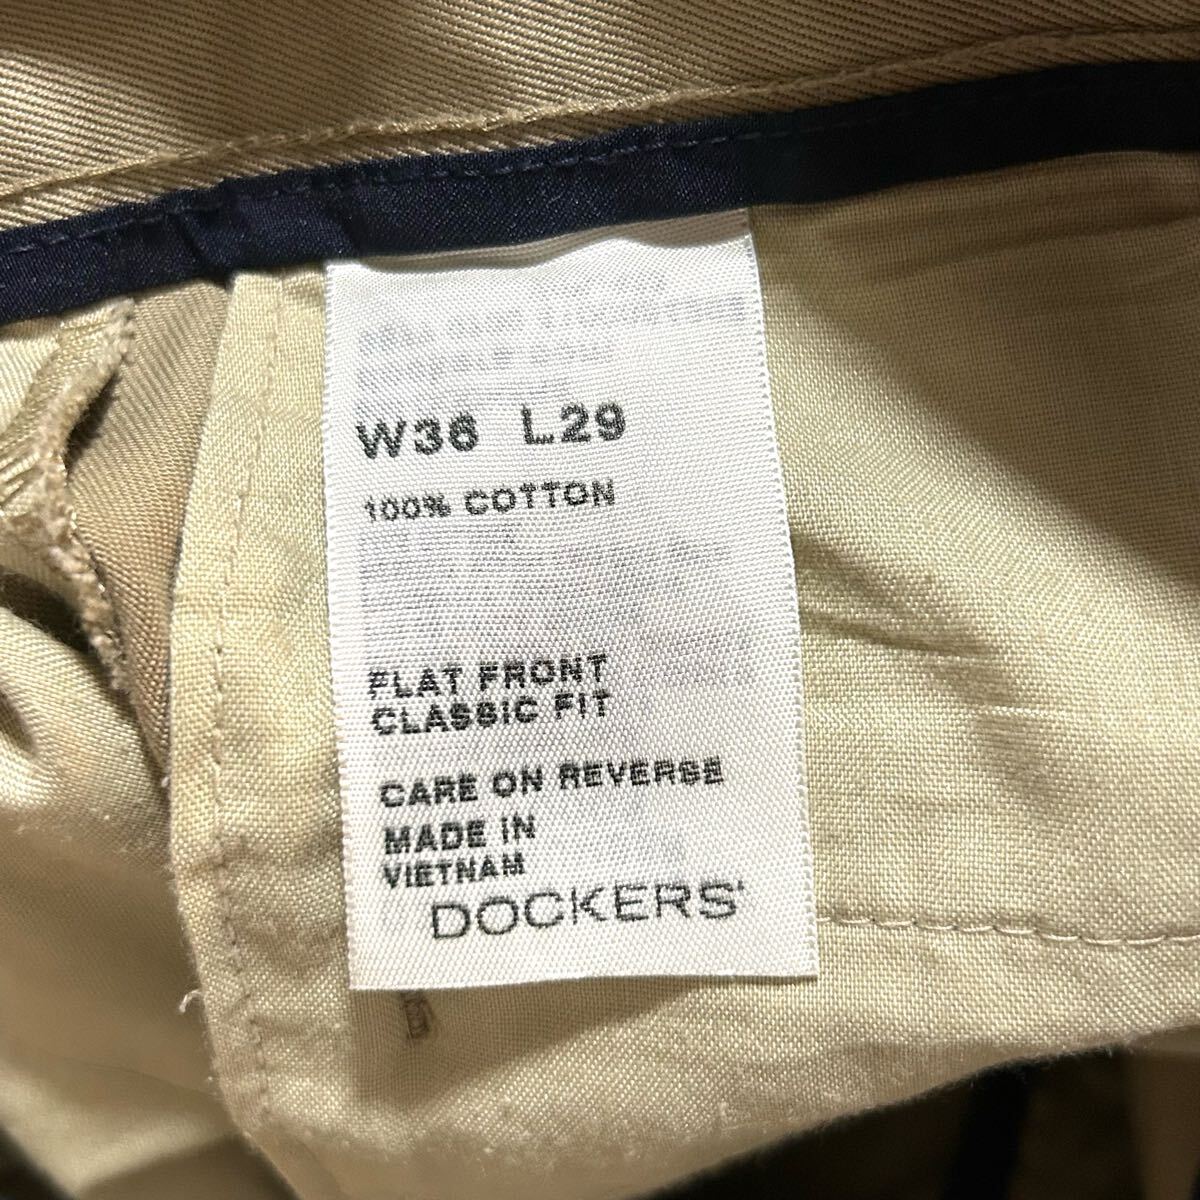 W36 L29
100% COTTON
FLAT FRONT
CLASSIC FIT
CARE ON REVERSE
MADE IN
VIETNAM
DOCKERS'